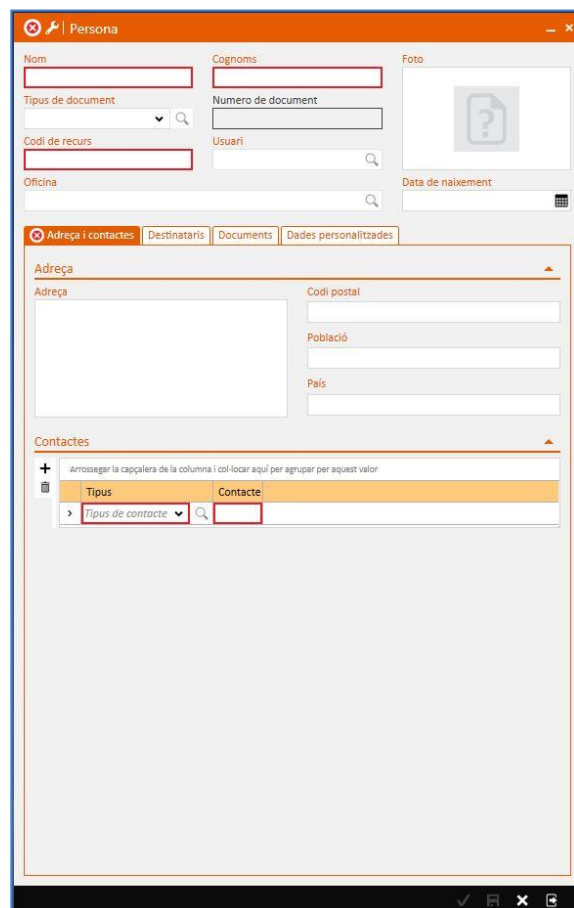 Persona
Nom Cognoms Foto
Tipus de document Numero de document
Codi de recurs Usuari
Oficina Data de naixement
Adreça i contactes Destinataris Documents Dades personalitzades
Adreça
Adreça Codi postal
Població
País
Contactes
Arrossegar la capçalera de la columna i col·locar aquí per agrupar per aquest valor
Tipus Contacte
Tipus de contacte